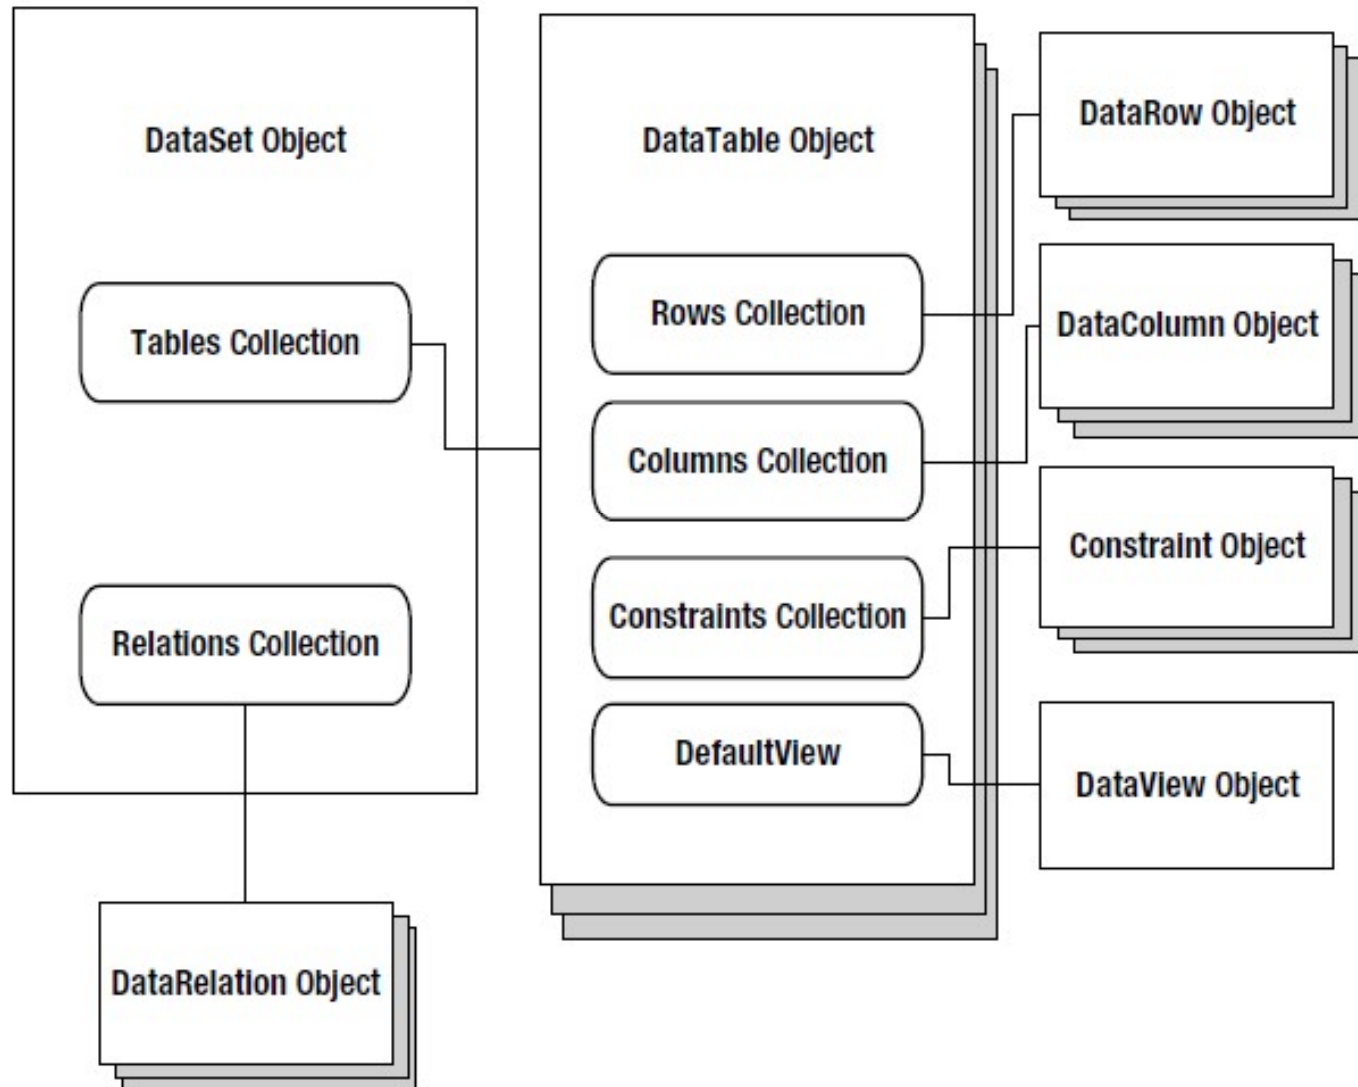 DataSet Object
Tables Collection
Relations Collection
DataRelation Object
DataTable Object
Rows Collection
Columns Collection
Constraints Collection
DefaultView
DataRow Object
DataColumn Object
Constraint Object
DataView Object